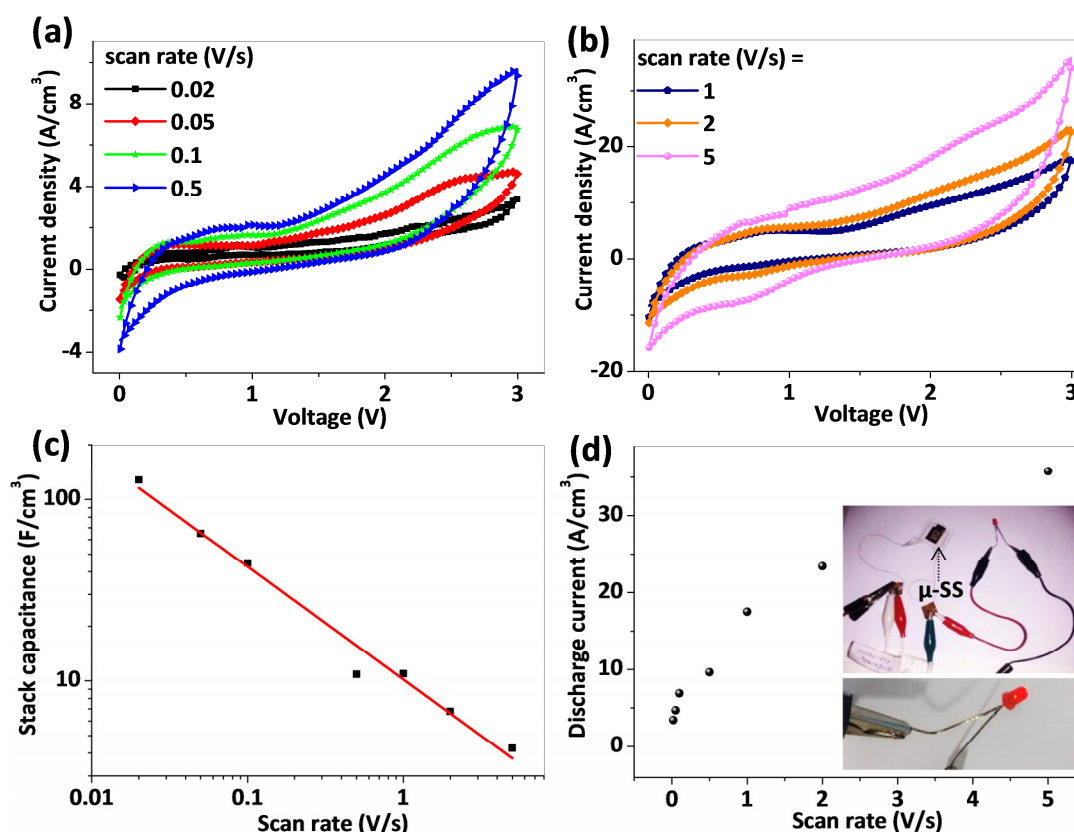 (a)
scan rate (V/s)
0.02
0.05
0.1
0.5
8
4
0
-4
0
1
2
3
Current density (A/cm³)
Voltage (V)
(b)
scan rate (V/s) =
1
2
5
20
0
-20
0
1
2
3
Current density (A/cm³)
Voltage (V)
(c)
100
10
0.01
0.1
1
Stack capacitance (F/cm³)
Scan rate (V/s)
(d)
30
20
10
0
0
1
2
3
4
5
Discharge current (A/cm³)
Scan rate (V/s)
μ-SS